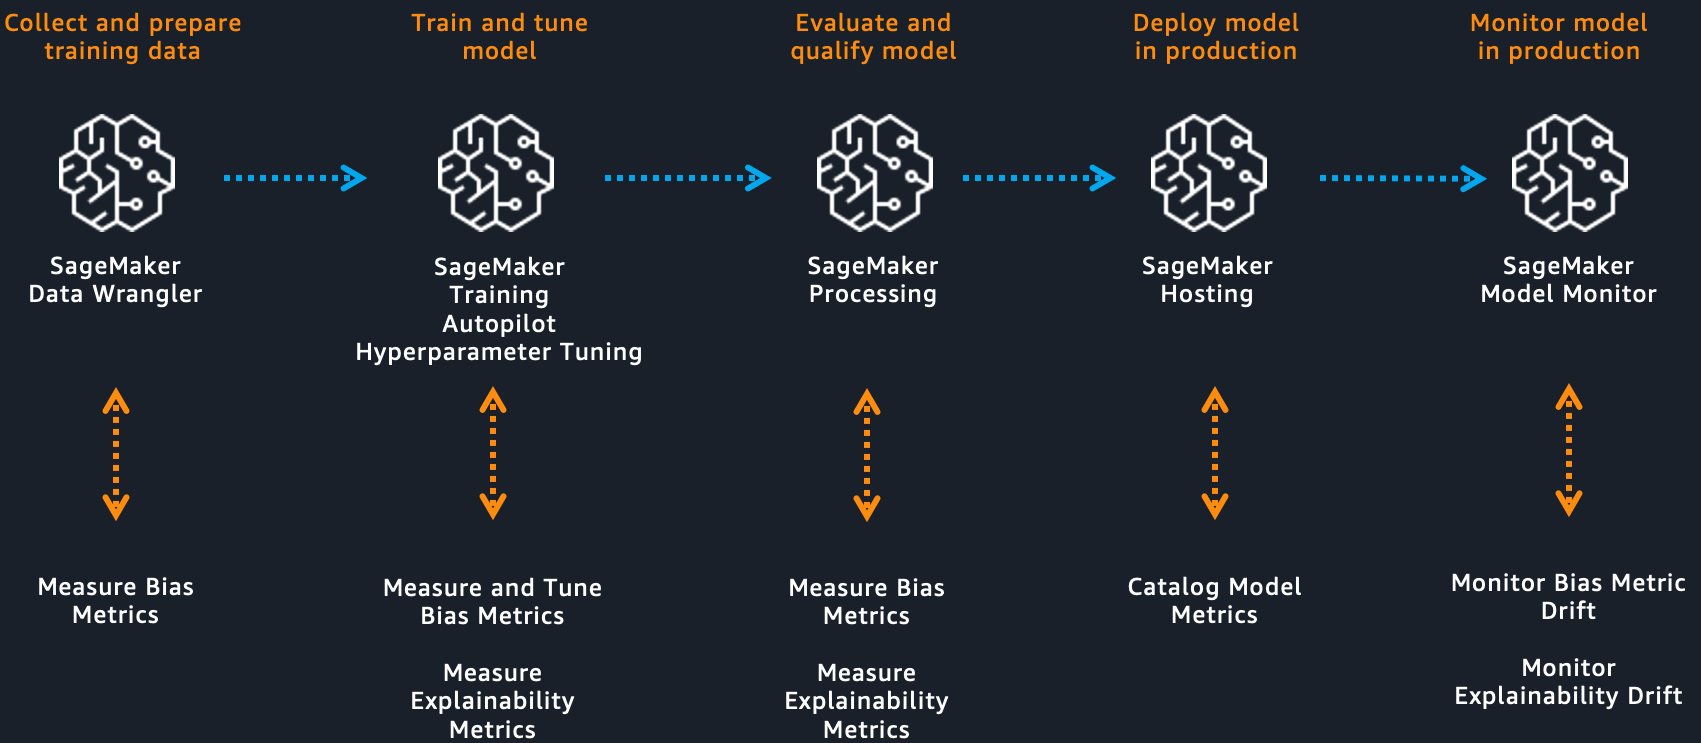 Collect and prepare
training data
Train and tune
model
Evaluate and
qualify model
Deploy model
in production
Monitor model
in production
SageMaker
Data Wrangler
SageMaker
Training
Autopilot
Hyperparameter Tuning
SageMaker
Processing
SageMaker
Hosting
SageMaker
Model Monitor
Measure Bias
Metrics
Measure and Tune
Bias Metrics
Measure
Explainability
Metrics
Measure Bias
Metrics
Measure
Explainability
Metrics
Catalog Model
Metrics
Monitor Bias Metric
Drift
Monitor
Explainability Drift